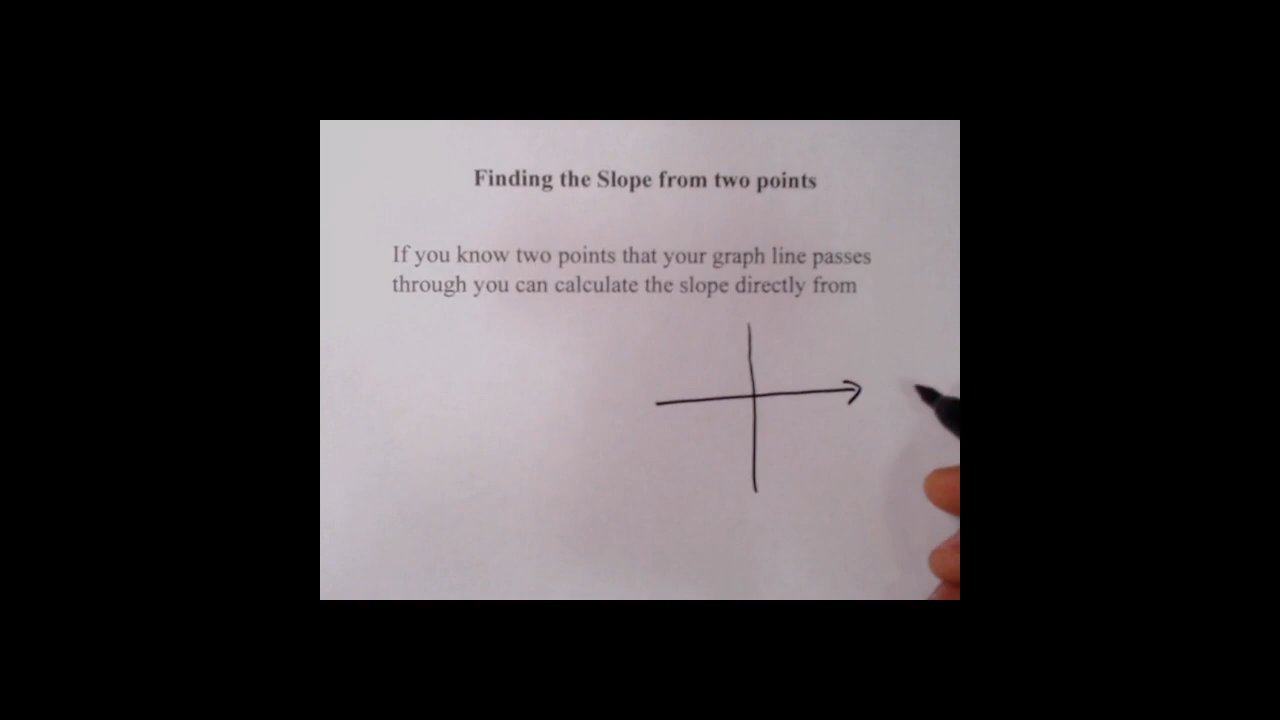 Finding the Slope from two points
If you know two points that your graph line passes
through you can calculate the slope directly from